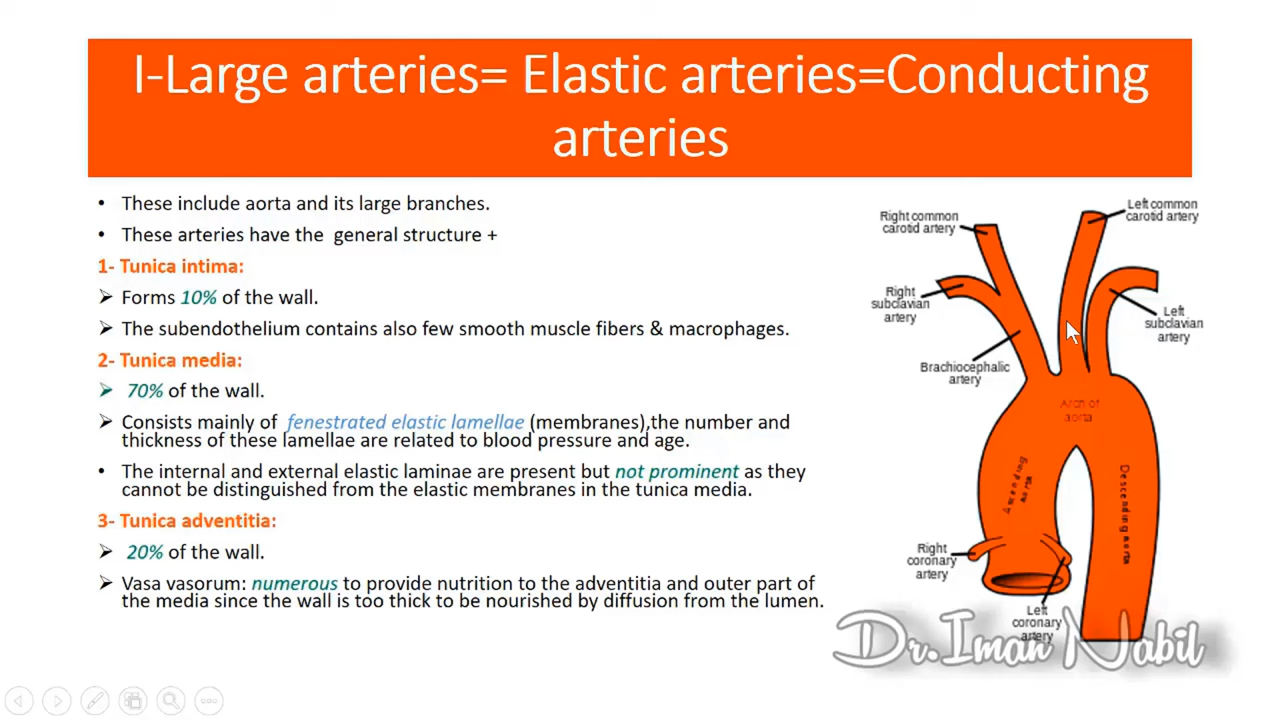 I-Large arteries= Elastic arteries=Conducting
arteries
• These include aorta and its large branches.
• These arteries have the general structure +
1- Tunica intima:
➢ Forms 10% of the wall.
➢ The subendothelium contains also few smooth muscle fibers & macrophages.
2- Tunica media:
➢ 70% of the wall.
➢ Consists mainly of fenestrated elastic lamellae (membranes),the number and
thickness of these lamellae are related to blood pressure and age.
• The internal and external elastic laminae are present but not prominent as they
cannot be distinguished from the elastic membranes in the tunica media.
3- Tunica adventitia:
➢ 20% of the wall.
➢ Vasa vasorum: numerous to provide nutrition to the adventitia and outer part of
the media since the wall is too thick to be nourished by diffusion from the lumen.
Right common
carotid artery
Left common
carotid artery
Right
subclavian
artery
Left
subclavian
artery
Brachiocephalic
artery
Arch of
aorta
Ascending
aorta
Descending aorta
Right
coronary
artery
Left
coronary
artery
Dr.Iman Nabil